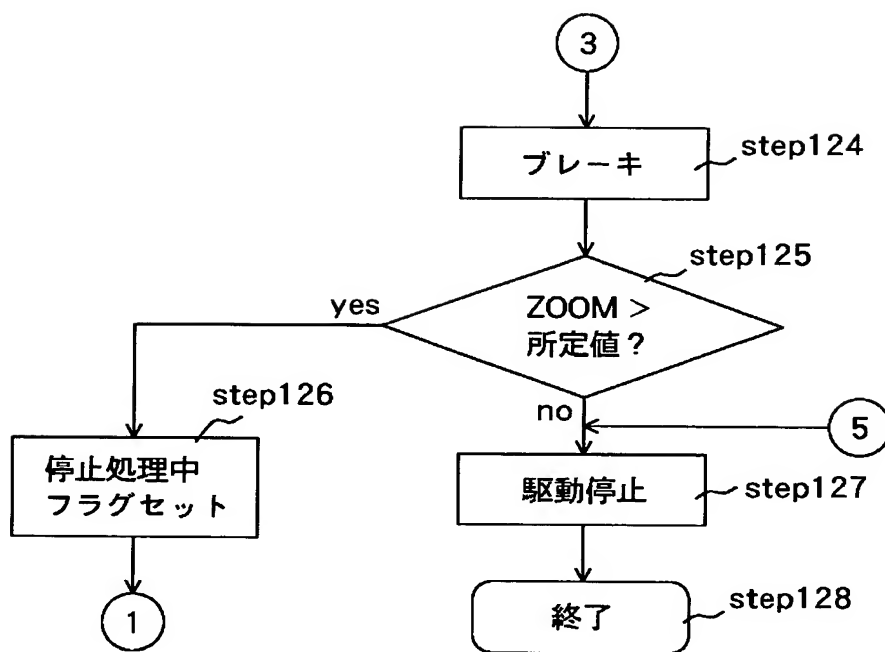 3
ブレーキ
step124
step125
yes
ZOOM >
所定値?
step126
no
5
停止処理中
フラグセット
駆動停止
step127
1
終了
step128